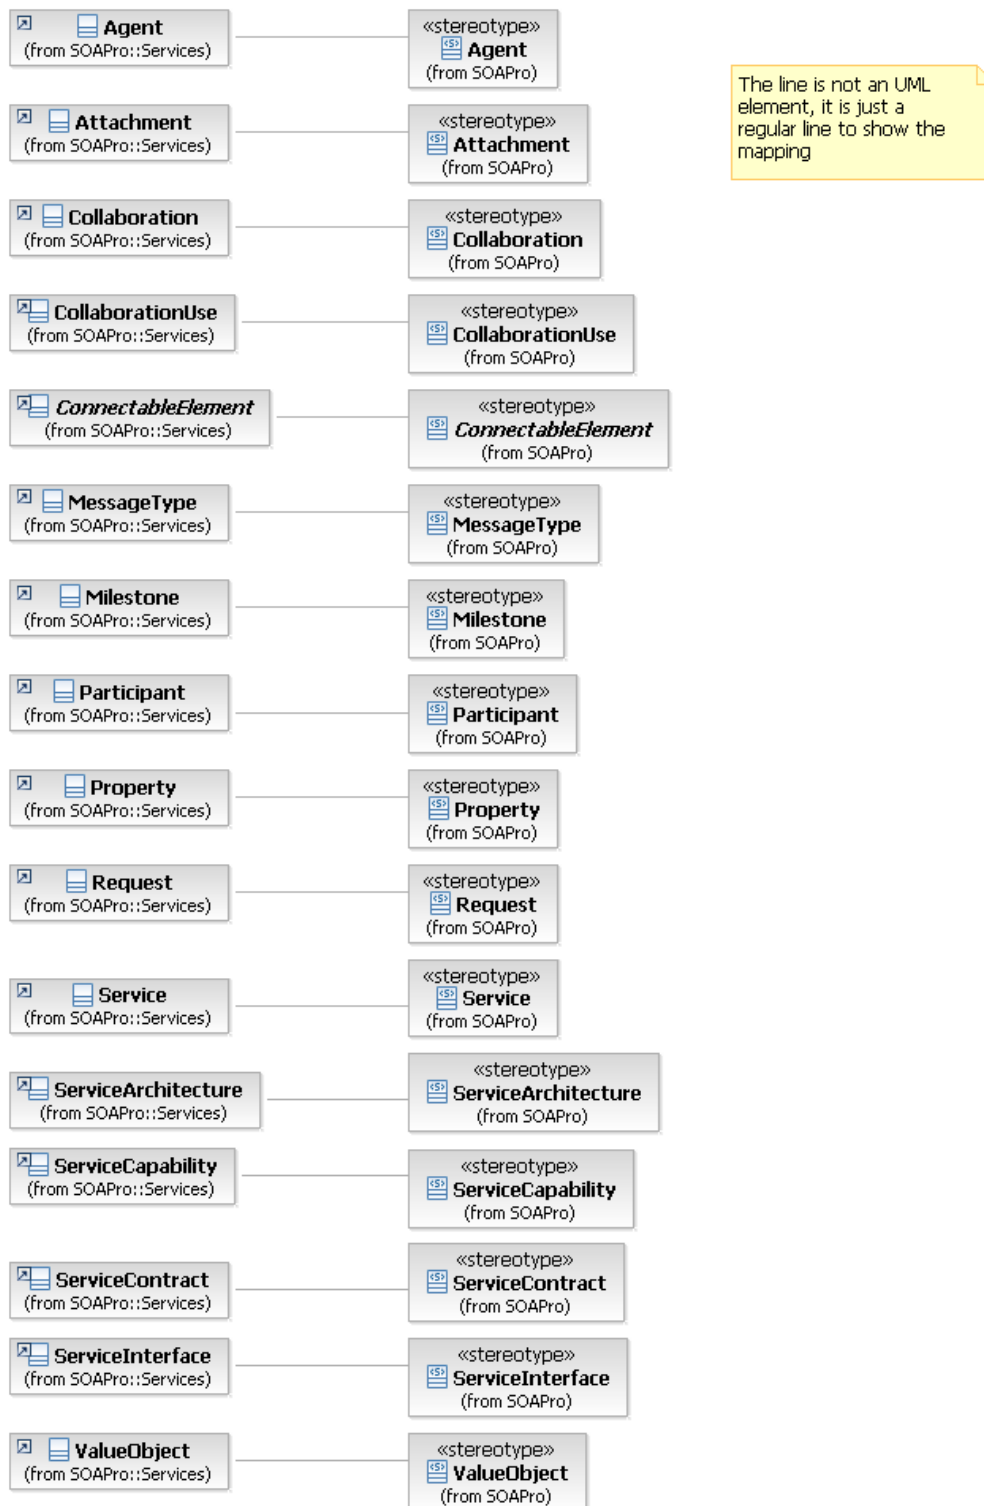 Agent
(from SOAPro::Services)
«stereotype»
Agent
(from SOAPro)
The line is not an UML
element, it is just a
regular line to show the
mapping
Attachment
(from SOAPro::Services)
«stereotype»
Attachment
(from SOAPro)
Collaboration
(from SOAPro::Services)
«stereotype»
Collaboration
(from SOAPro)
CollaborationUse
(from SOAPro::Services)
«stereotype»
CollaborationUse
(from SOAPro)
ConnectableElement
(from SOAPro::Services)
«stereotype»
ConnectableElement
(from SOAPro)
MessageType
(from SOAPro::Services)
«stereotype»
MessageType
(from SOAPro)
Milestone
(from SOAPro::Services)
«stereotype»
Milestone
(from SOAPro)
Participant
(from SOAPro::Services)
«stereotype»
Participant
(from SOAPro)
Property
(from SOAPro::Services)
«stereotype»
Property
(from SOAPro)
Request
(from SOAPro::Services)
«stereotype»
Request
(from SOAPro)
Service
(from SOAPro::Services)
«stereotype»
Service
(from SOAPro)
ServiceArchitecture
(from SOAPro::Services)
«stereotype»
ServiceArchitecture
(from SOAPro)
ServiceCapability
(from SOAPro::Services)
«stereotype»
ServiceCapability
(from SOAPro)
ServiceContract
(from SOAPro::Services)
«stereotype»
ServiceContract
(from SOAPro)
ServiceInterface
(from SOAPro::Services)
«stereotype»
ServiceInterface
(from SOAPro)
ValueObject
(from SOAPro::Services)
«stereotype»
ValueObject
(from SOAPro)